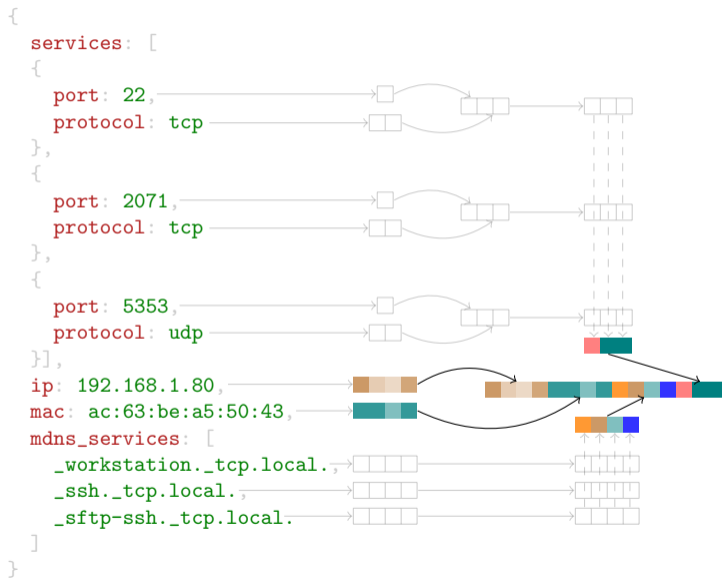 {
services: [
{
port: 22,
protocol: tcp
},
{
port: 2071,
protocol: tcp
},
{
port: 5353,
protocol: udp
}],
ip: 192.168.1.80,
mac: ac:63:be:a5:50:43,
mdns_services: [
_workstation._tcp.local.,
_ssh._tcp.local.,
_sftp-ssh._tcp.local.
]
}